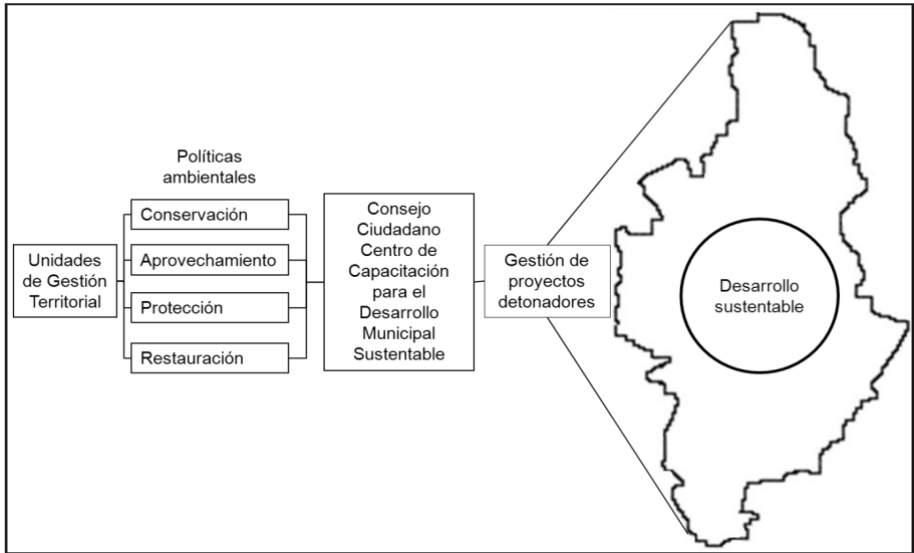 Políticas
ambientales
Unidades
de Gestión
Territorial
Conservación
Aprovechamiento
Protección
Restauración
Consejo
Ciudadano
Centro de
Capacitación
para el
Desarrollo
Municipal
Sustentable
Gestión de
proyectos
detonadores
Desarrollo
sustentable